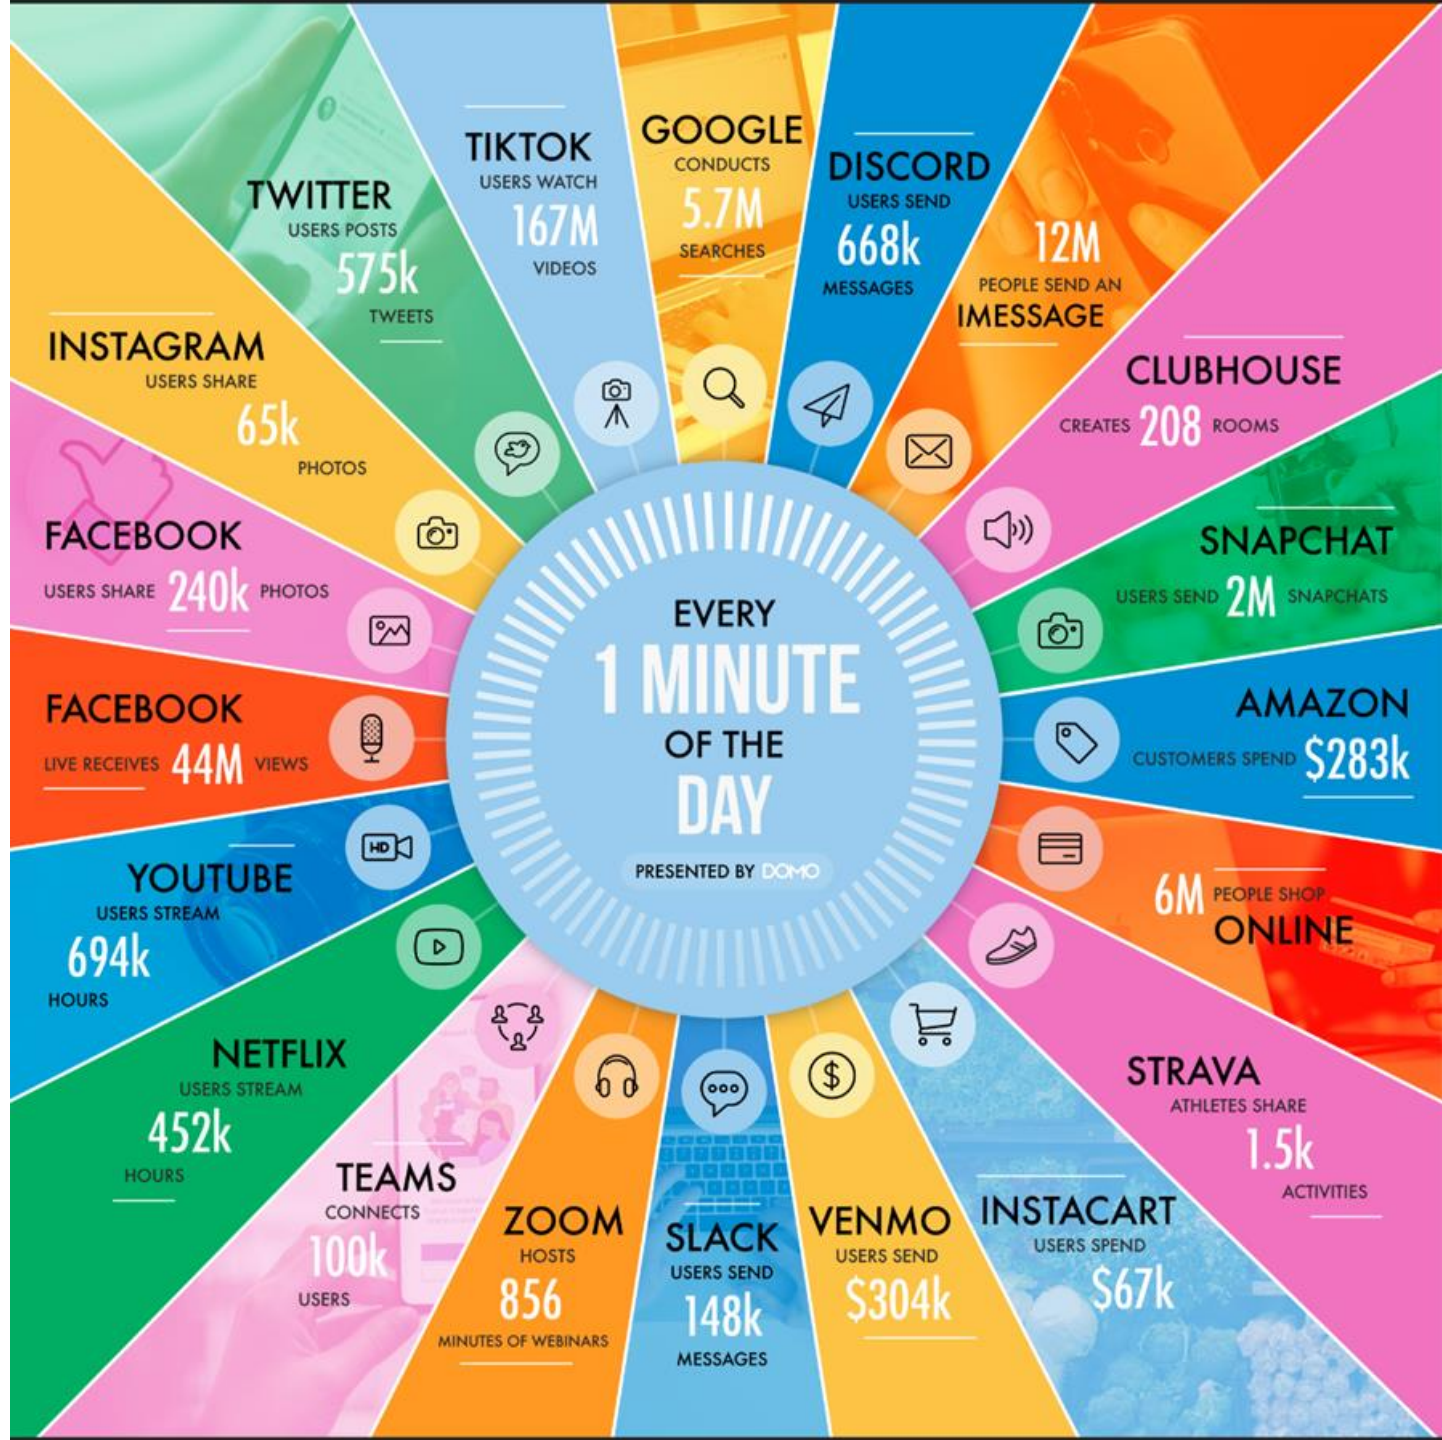 EVERY
1 MINUTE
OF THE
DAY
PRESENTED BY DOMO
GOOGLE
CONDUCTS
5.7M
SEARCHES
DISCORD
USERS SEND
668k
MESSAGES
12M
PEOPLE SEND AN
IMESSAGE
CLUBHOUSE
CREATES 208 ROOMS
SNAPCHAT
USERS SEND 2M SNAPCHATS
AMAZON
CUSTOMERS SPEND $283k
6M PEOPLE SHOP
ONLINE
STRAVA
ATHLETES SHARE
1.5k
ACTIVITIES
INSTACART
USERS SPEND
$67k
VENMO
USERS SEND
$304k
SLACK
USERS SEND
148k
MESSAGES
ZOOM
HOSTS
856
MINUTES OF WEBINARS
TEAMS
CONNECTS
100k
USERS
NETFLIX
USERS STREAM
452k
HOURS
YOUTUBE
USERS STREAM
694k
HOURS
HD
FACEBOOK
LIVE RECEIVES 44M VIEWS
FACEBOOK
USERS SHARE 240k PHOTOS
INSTAGRAM
USERS SHARE
65k
PHOTOS
TWITTER
USERS POSTS
575k
TWEETS
TIKTOK
USERS WATCH
167M
VIDEOS